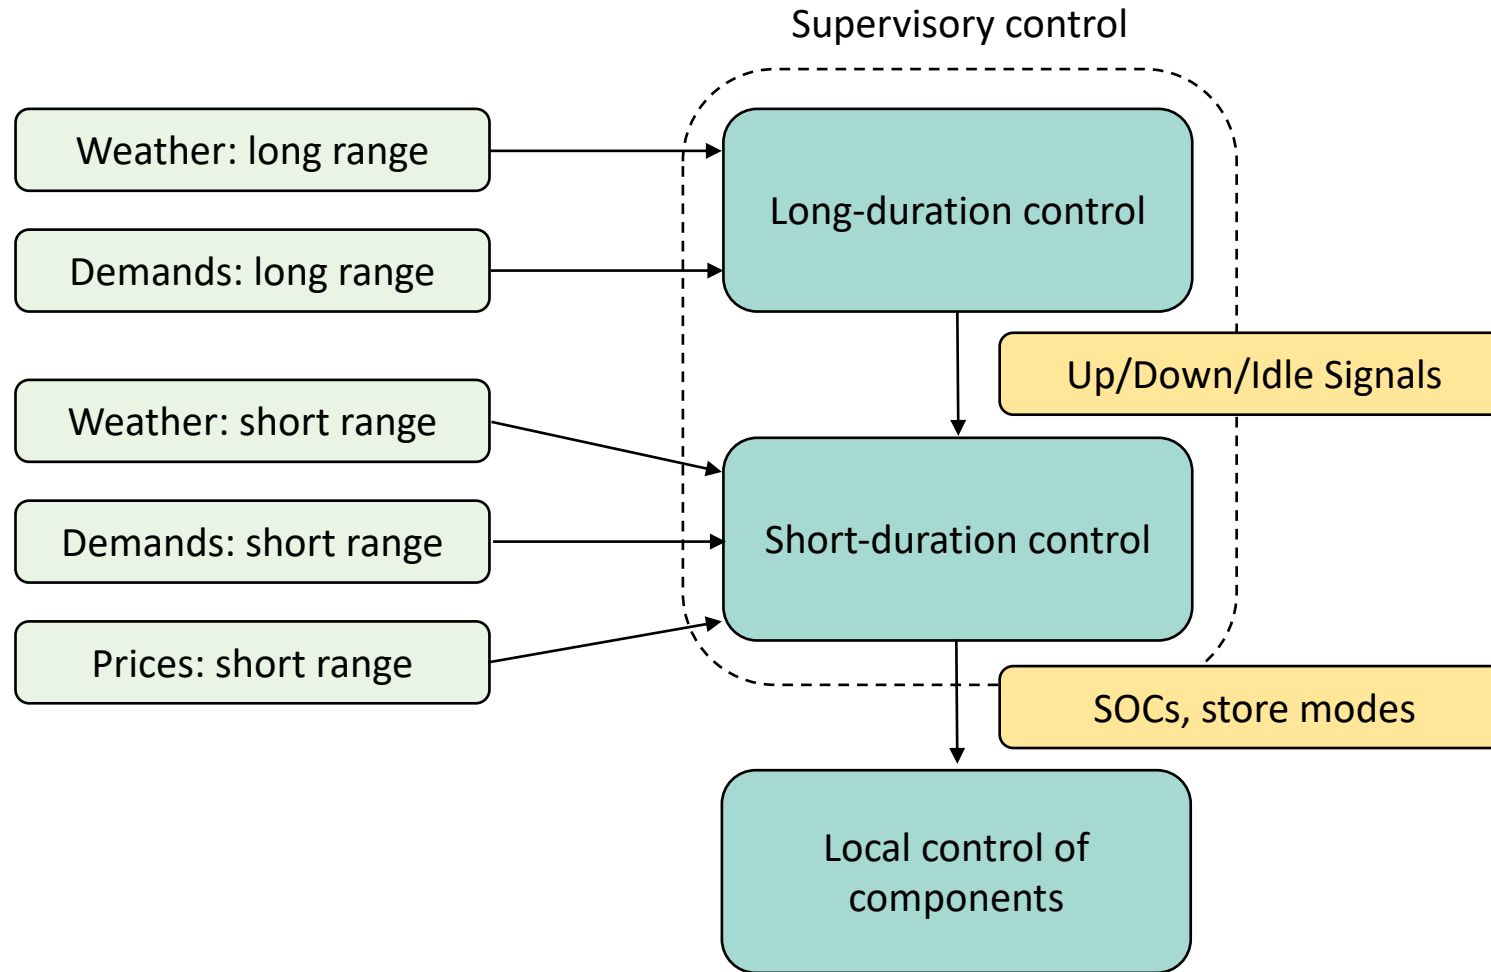 Supervisory control
Weather: long range
Demands: long range
Long-duration control
Up/Down/Idle Signals
Weather: short range
Demands: short range
Prices: short range
Short-duration control
SOCs, store modes
Local control of
components